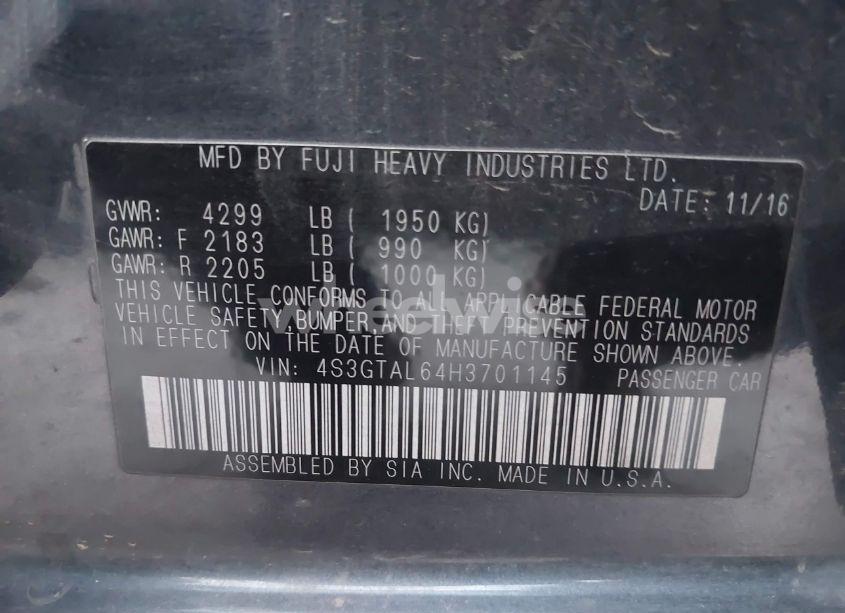 MFD BY FUJI HEAVY INDUSTRIES LTD.
DATE: 11/16
GVWR: 4299 LB ( 1950 KG)
GAWR: F 2183 LB ( 990 KG)
GAWR: R 2205 LB ( 1000 KG)
THIS VEHICLE CONFORMS TO ALL APPLICABLE FEDERAL MOTOR
VEHICLE SAFETY,BUMPER,AND THEFT PREVENTION STANDARDS
IN EFFECT ON THE DATE OF MANUFACTURE SHOWN ABOVE.
VIN: 4S3GTAL64H3701145 PASSENGER CAR
ASSEMBLED BY SIA INC. MADE IN U.S.A.